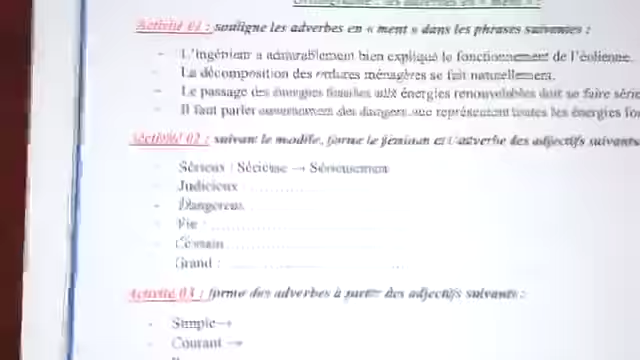 Activité 01 : souligne les adverbes en « ment » dans les phrases suivantes :
- L'ingénieur a admirablement bien expliqué le fonctionnement de l'éolienne.
- La décomposition des ordures ménagères se fait naturellement.
- Le passage des énergies fossiles aux énergies renouvelables doit se faire série
- Il faut parler des dangers que représentent toutes les énergies fos
Activité 02 : suivant le modèle, forme le féminin et l'adverbe des adjectifs suivants
- Sérieux : Sérieuse → Sérieusement
- Judicieux
- Dangereux
- Certain
- Grand :
Activité 03 : forme des adverbes à partir des adjectifs suivants :
- Simple→
- Courant →